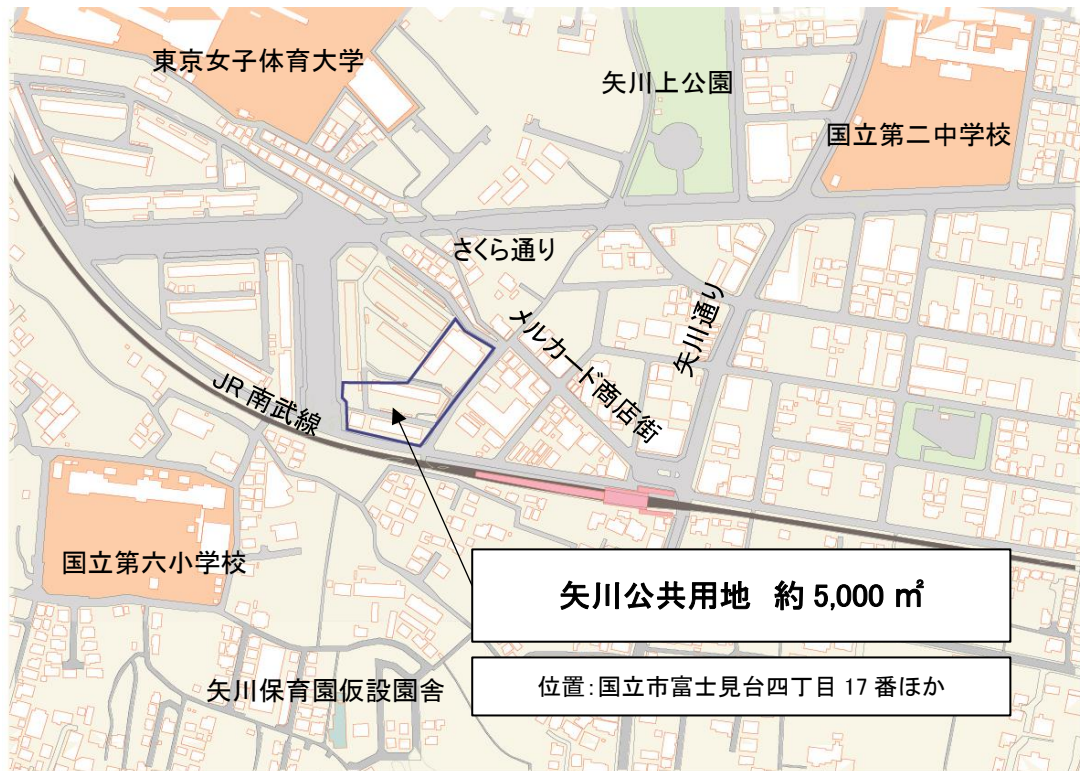 東京女子体育大学
矢川上公園
国立第二中学校
さくら通り
メルカード商店街
矢川通り
JR 南武線
国立第六小学校
矢川公共用地 約 5,000 ㎡
矢川保育園仮設園舎
位置:国立市富士見台四丁目 17 番ほか